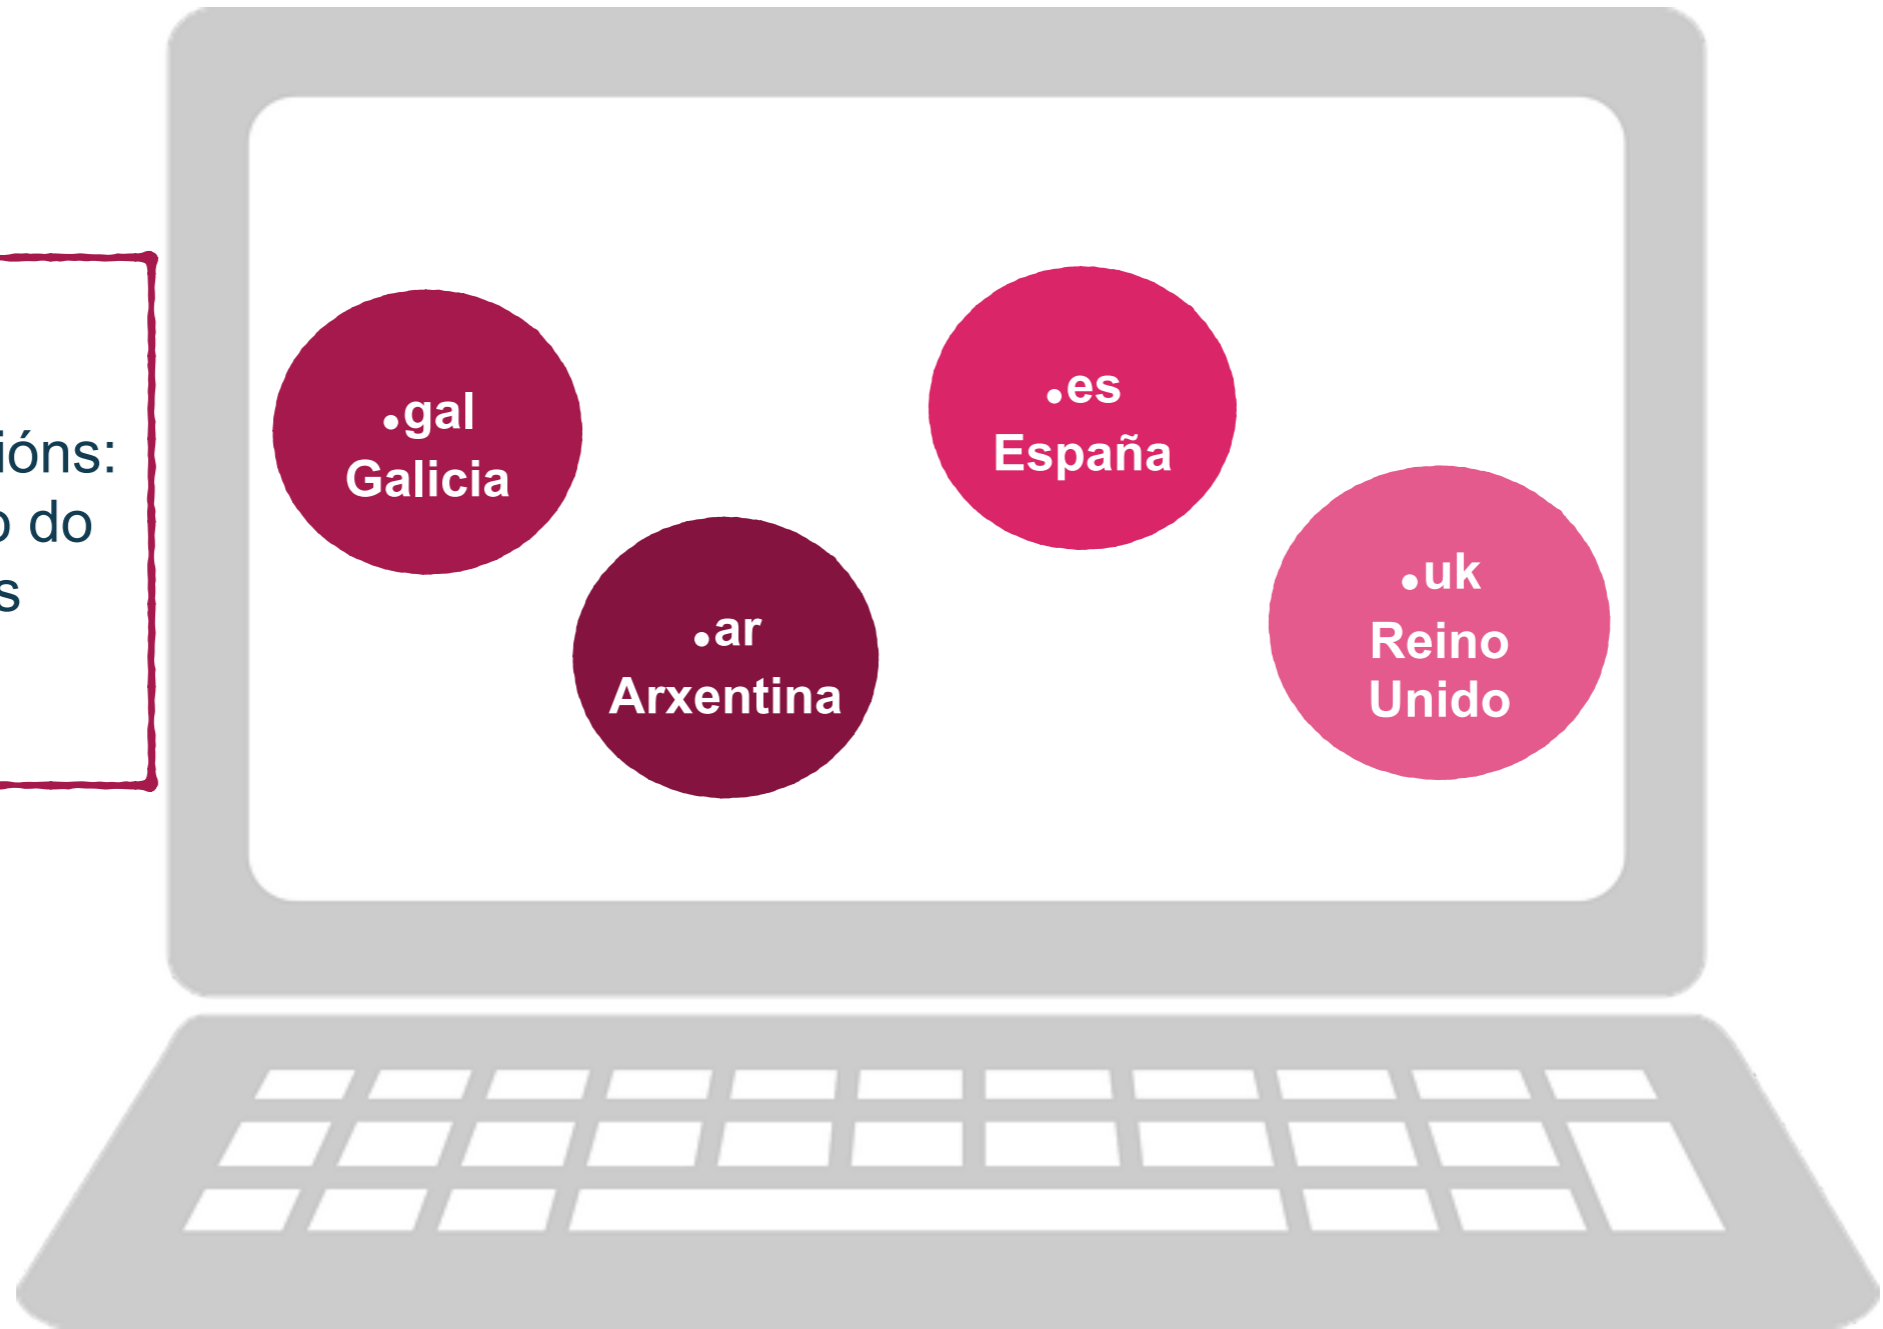 ións:
do
s
.gal
Galicia
.ar
Arxentina
.es
España
.uk
Reino
Unido